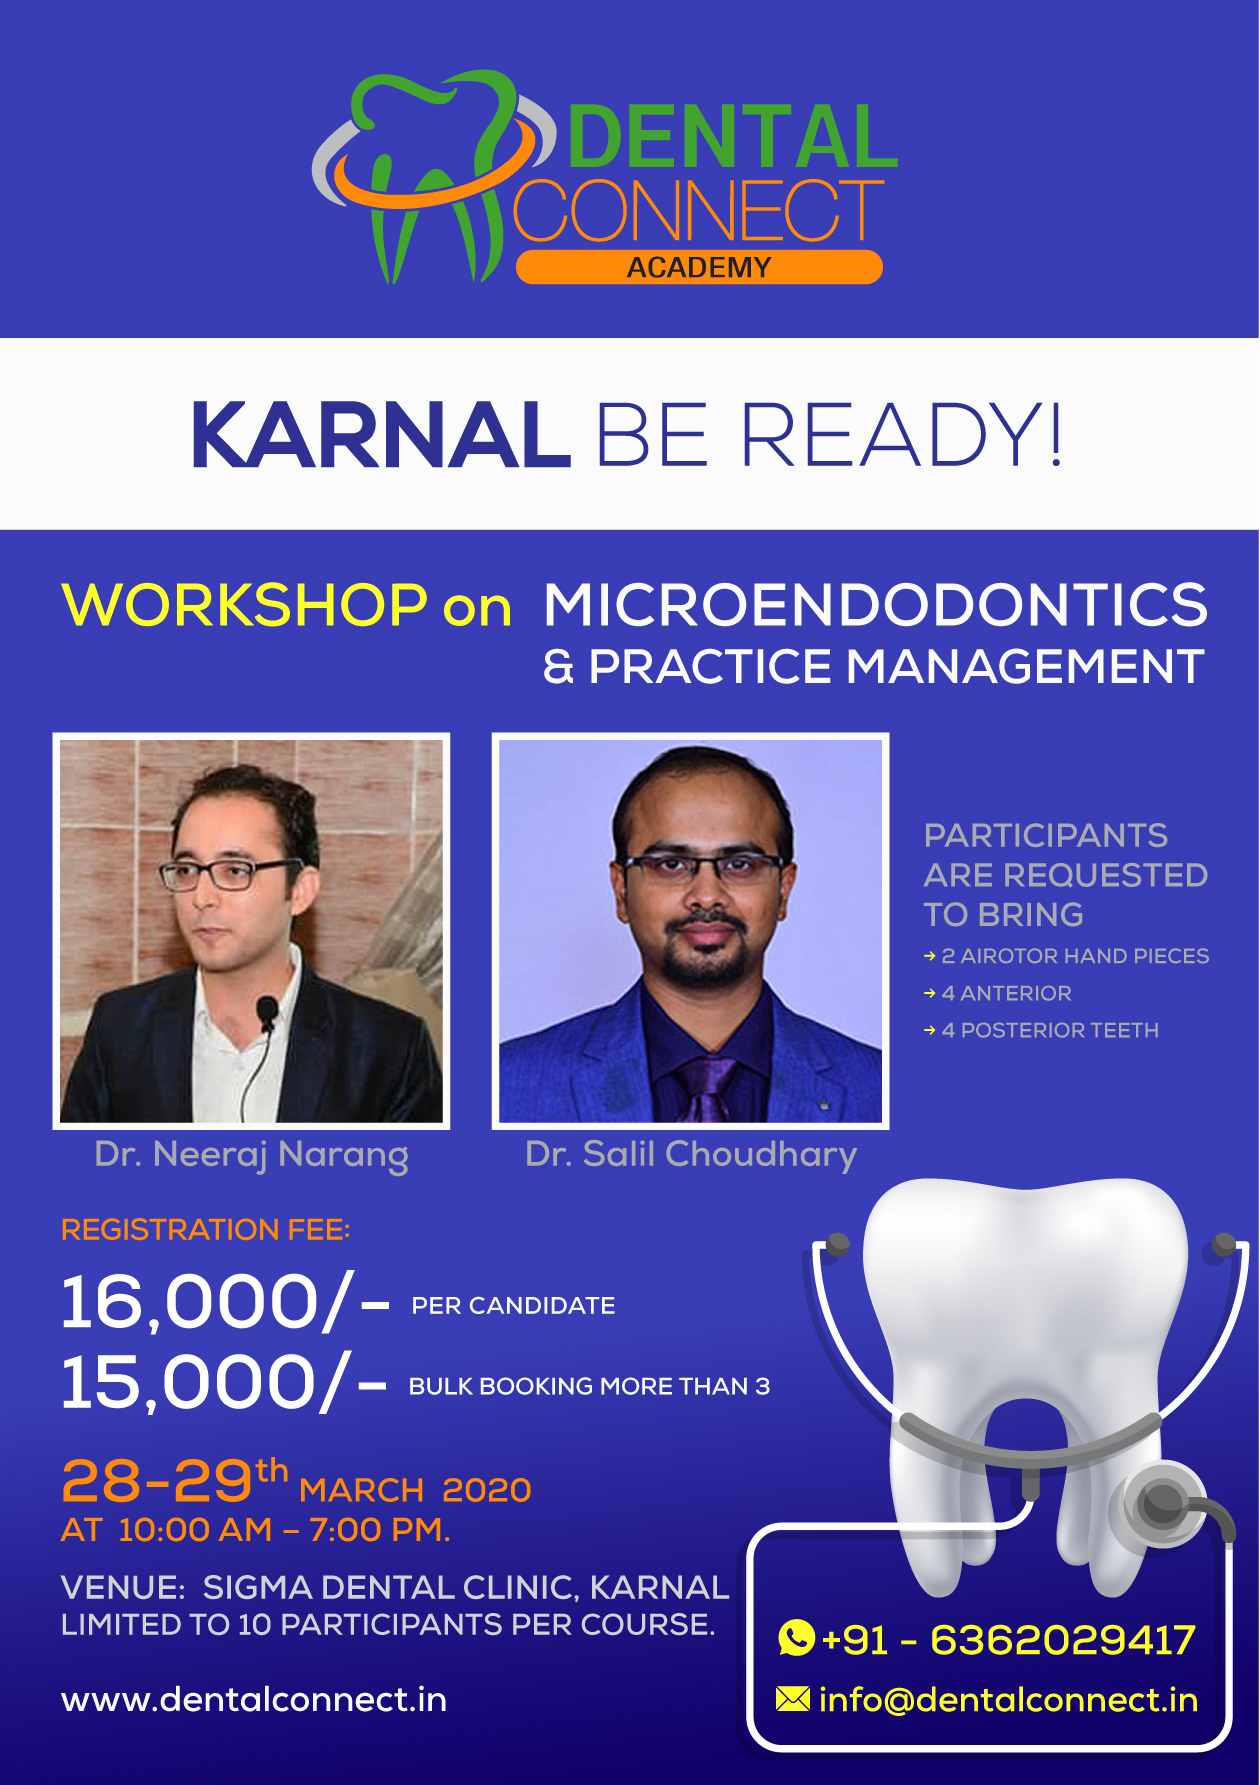 DENTAL
CONNECT
ACADEMY
KARNAL BE READY!
WORKSHOP on MICROENDODONTICS
& PRACTICE MANAGEMENT
PARTICIPANTS
ARE REQUESTED
TO BRING
→ 2 AIROTOR HAND PIECES
→ 4 ANTERIOR
→ 4 POSTERIOR TEETH
Dr. Neeraj Narang
Dr. Salil Choudhary
REGISTRATION FEE:
16,000/- PER CANDIDATE
15,000/- BULK BOOKING MORE THAN 3
28-29th MARCH 2020
AT 10:00 AM – 7:00 PM.
VENUE: SIGMA DENTAL CLINIC, KARNAL
LIMITED TO 10 PARTICIPANTS PER COURSE.
www.dentalconnect.in
+91 - 6362029417
info@dentalconnect.in